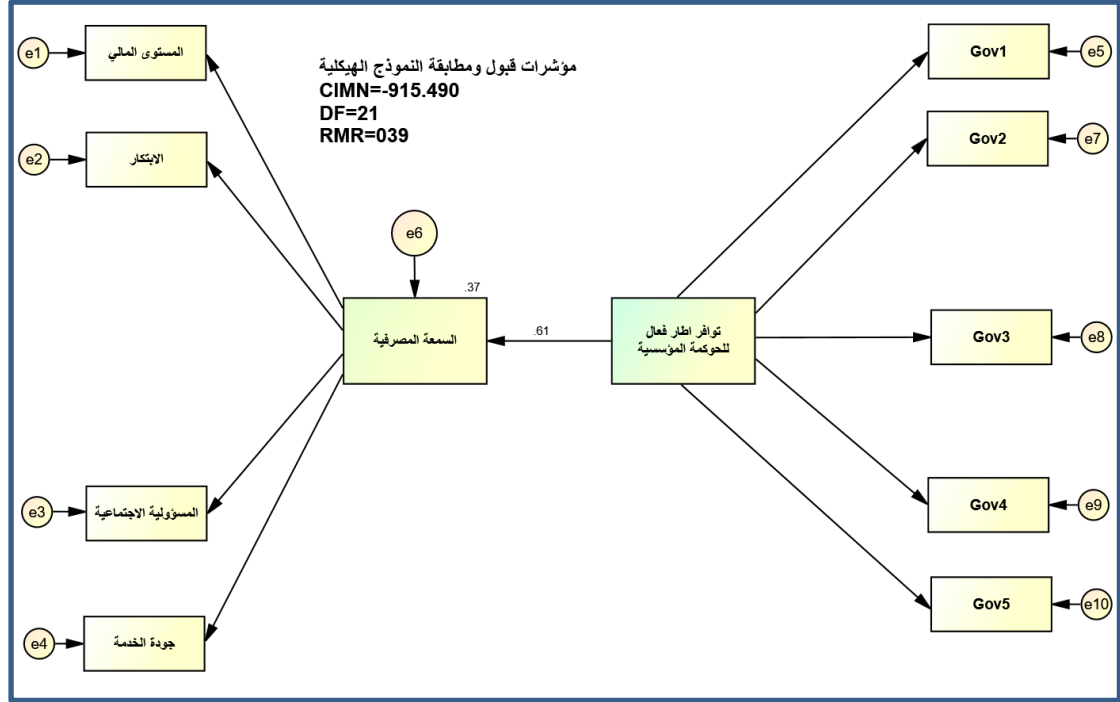 مؤشرات قبول ومطابقة النموذج الهيكلية
CIMN=-915.490
DF=21
RMR=039
e1
المستوى المالي
e2
الابتكار
e6
.37
السمعة المصرفية
.61
توافر اطار فعال
للحوكمة المؤسسية
e3
المسؤولية الاجتماعية
e4
جودة الخدمة
Gov1
e5
Gov2
e7
Gov3
e8
Gov4
e9
Gov5
e10